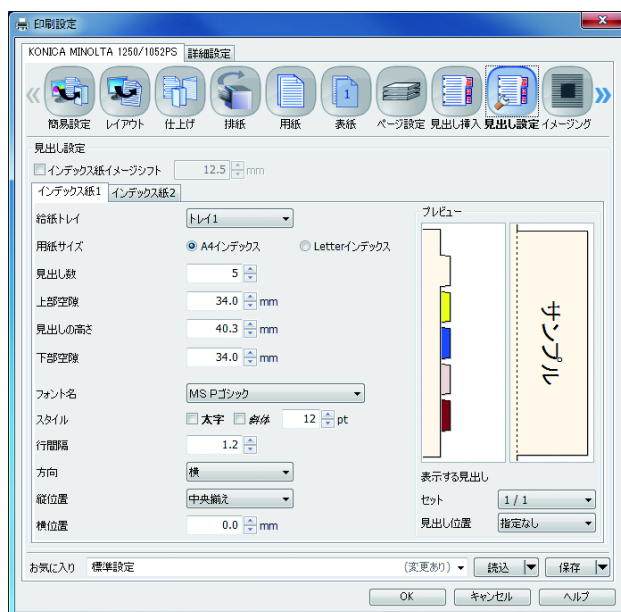 印刷設定
KONICA MINOLTA 1250/1052PS 詳細設定
簡易設定 レイアウト 仕上げ 排紙 用紙 表紙 ページ設定 見出し挿入 見出し設定 イメージング
見出し設定
インデックス紙イメージシフト 12.5 mm
インデックス紙1 インデックス紙2
給紙トレイ トレイ1
用紙サイズ A4インデックス Letterインデックス
見出し数 5
上部空隙 34.0 mm
見出しの高さ 40.3 mm
下部空隙 34.0 mm
フォント名 MS Pゴシック
スタイル 太字 斜体 12 pt
行間隔 1.2
方向 横
縦位置 中央揃え
横位置 0.0 mm
プレビュー
サンプル
表示する見出し
セット 1 / 1
見出し位置 指定なし
お気に入り 標準設定 (変更あり) 読込 保存
OK キャンセル ヘルプ